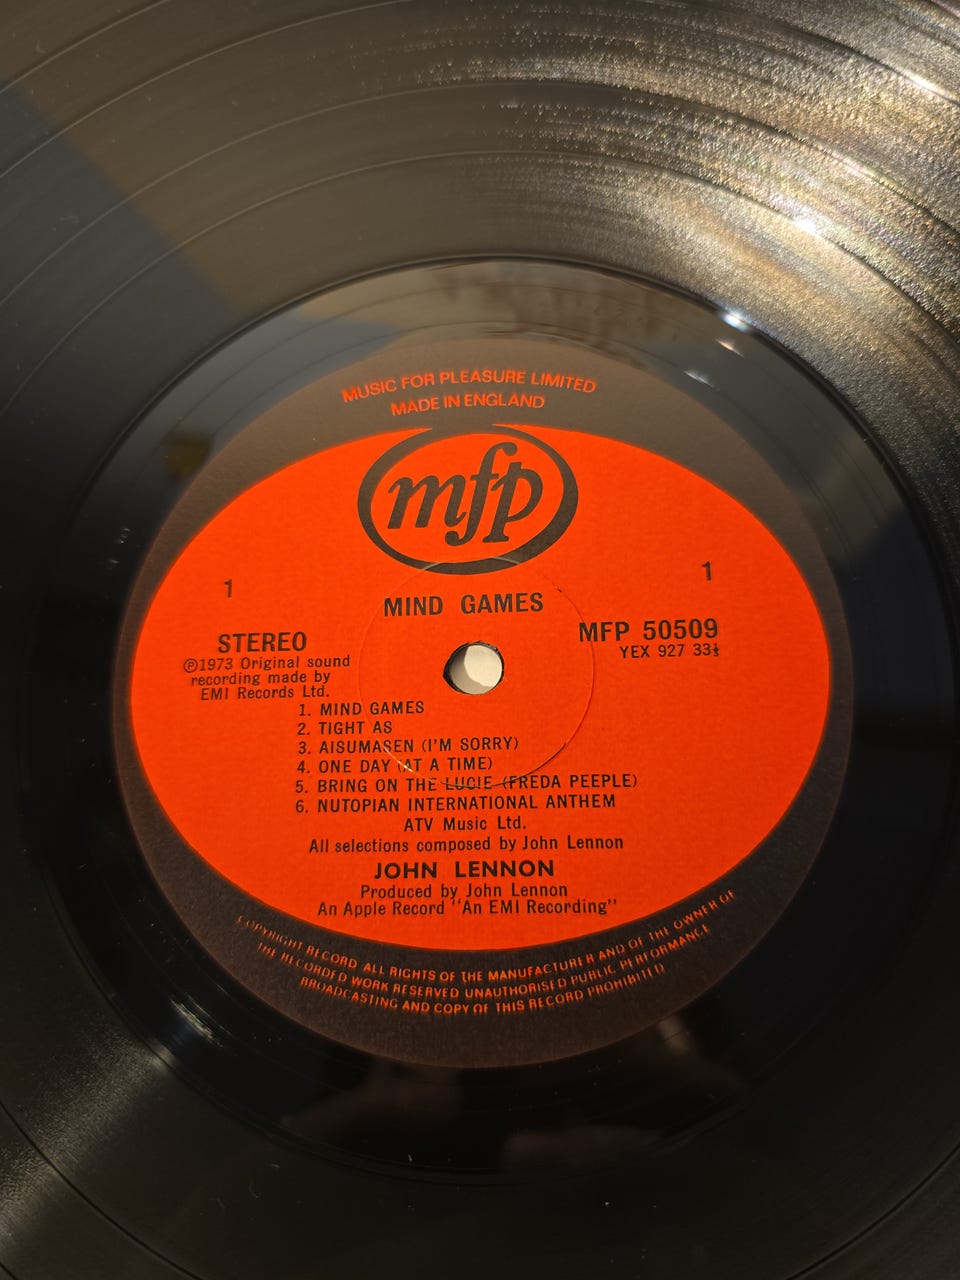 MUSIC FOR PLEASURE LIMITED
MADE IN ENGLAND
mfp
1
1
MIND GAMES
STEREO
MFP 50509
℗1973 Original sound
YEX 927 33⅓
recording made by
EMI Records Ltd.
1. MIND GAMES
2. TIGHT AS
3. AISUMASEN (I'M SORRY)
4. ONE DAY (AT A TIME)
5. BRING ON THE LUCIE (FREDA PEEPLE)
6. NUTOPIAN INTERNATIONAL ANTHEM
ATV Music Ltd.
All selections composed by John Lennon
JOHN LENNON
Produced by John Lennon
An Apple Record "An EMI Recording"
COPYRIGHT RECORD ALL RIGHTS OF THE MANUFACTURER AND OF THE OWNER OF
THE RECORDED WORK RESERVED UNAUTHORISED PUBLIC PERFORMANCE
BROADCASTING AND COPY OF THIS RECORD PROHIBITED